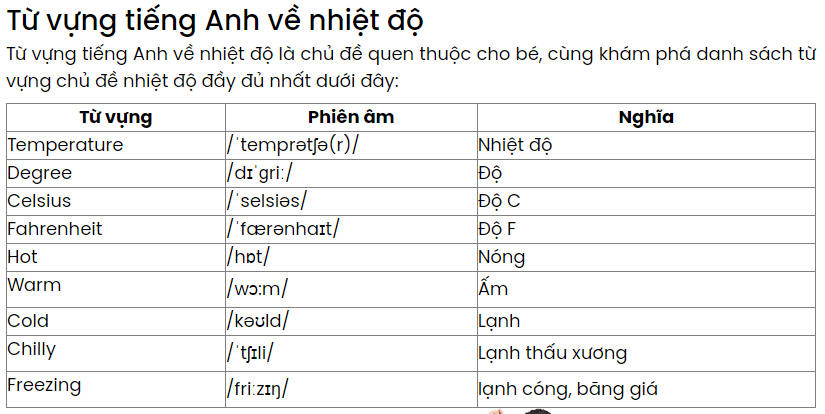 Từ vựng tiếng Anh về nhiệt độ
Từ vựng tiếng Anh về nhiệt độ là chủ đề quen thuộc cho bé, cùng khám phá danh sách từ
vựng chủ đề nhiệt độ đầy đủ nhất dưới đây:
Từ vựng Phiên âm Nghĩa
Temperature /ˈtemprətʃə(r)/ Nhiệt độ
Degree /dɪˈɡriː/ Độ
Celsius /ˈselsiəs/ Độ C
Fahrenheit /ˈfærənhaɪt/ Độ F
Hot /hɒt/ Nóng
Warm /wɔːm/ Ấm
Cold /kəʊld/ Lạnh
Chilly /ˈtʃɪli/ Lạnh thấu xương
Freezing /friːzɪŋ/ lạnh cóng, băng giá